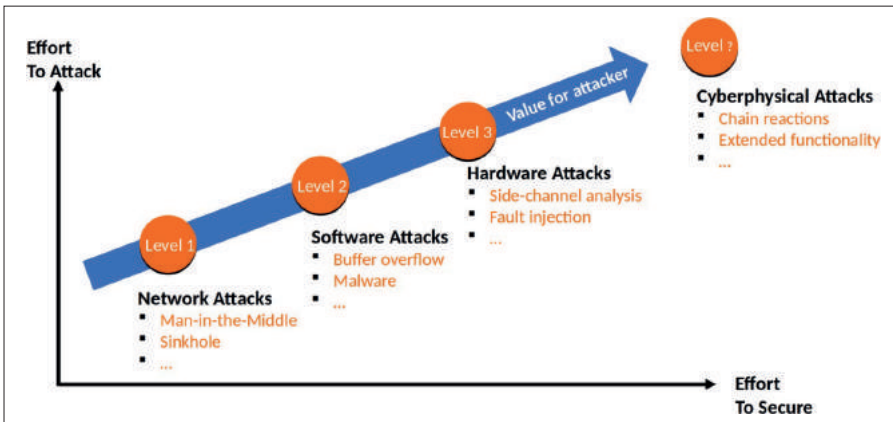 Effort
To Attack
Level ?
Value for attacker
Cyberphysical Attacks
▪ Chain reactions
▪ Extended functionality
▪ ...
Level 3
Hardware Attacks
▪ Side-channel analysis
▪ Fault injection
▪ ...
Level 2
Software Attacks
▪ Buffer overflow
▪ Malware
▪ ...
Level 1
Network Attacks
▪ Man-in-the-Middle
▪ Sinkhole
▪ ...
Effort
To Secure